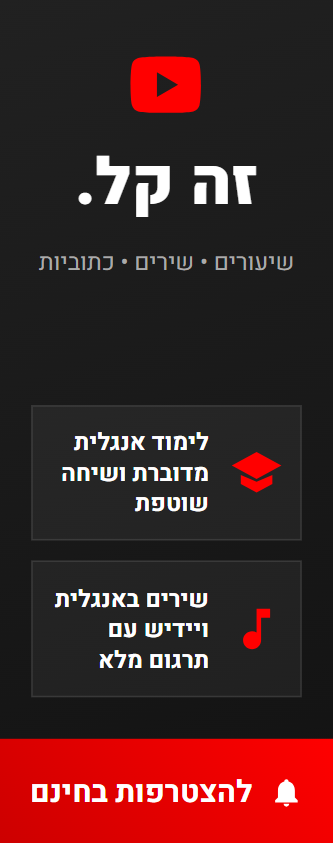 זה קל.
שיעורים • שירים • כתוביות
לימוד אנגלית
מדוברת ושיחה
שוטפת
שירים באנגלית
ויידיש עם
תרגום מלא
להצטרפות בחינם